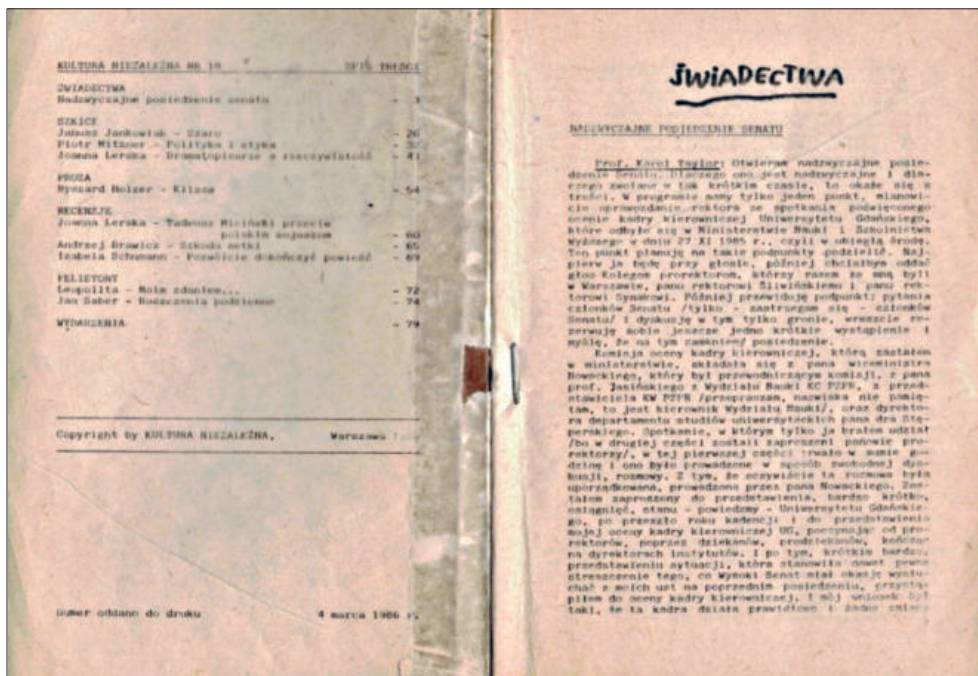 KULTURA NIEZALEŻNA NR 18 SPIS TREŚCI
ŚWIADECTWA
Nadzwyczajne posiedzenie senatu - 3
SZKICE
Janusz Jankowiak - Szaro - 26
Piotr Mitzner - Polityka i etyka
Joanna Lerska - Dramatopisarze a rzeczywistość - 41
PROZA
Ryszard Holzer - Klisze - 54
RECENZJE
Joanna Lerska - Tadeusz Miciński przeciw
polskim - 60
Andrzej Drawicz - Szkoda netki - 65
Izabela Schumann - Pozwólcie dokończyć powieść - 69
FELIETONY
Leopolita - Moim zdaniem... - 72
Jan Saber - podziemne - 74
WYDARZENIA - 79
Copyright by KULTURA NIEZALEŻNA, Warszawa
Numer oddano do druku 4 marca 1986 r.
ŚWIADECTWA
NADZWYCZAJNE POSIEDZENIE SENATU
Prof. Karol Taylor: Otwieram nadzwyczajne posie-
dzenie Senatu. Dlaczego ono jest nadzwyczajne i dla-
czego zwołane w tak krótkim czasie, to okaże się z
treści. W programie mamy tylko jeden punkt, mianowi-
cie sprawozdanie rektora ze spotkania poświęconego
ocenie kadry kierowniczej Uniwersytetu Gdańskiego,
które odbyło się w Ministerstwie Nauki i Szkolnictwa
Wyższego w dniu 27 XI 1985 r., czyli w ubiegłą środę.
Ten punkt planuję na takie podpunkty podzielić. Naj-
pierw ja będę przy głosie, później chciałbym oddać
głos Kolegom prorektorom, którzy razem ze mną byli
w Warszawie, panu rektorowi Śliwińskiemu i panu rek-
torowi Synakowi. Później przewiduję podpunkt: pytania
członków Senatu /tylko - zastrzegam się - członków
Senatu/ i dyskusję w tym tylko gronie, wreszcie re-
zerwuję sobie jeszcze jedno krótkie wystąpienie i
myślę, że na tym zamkniemy posiedzenie.
Komisja oceny kadry kierowniczej, którą zastałem
w ministerstwie, składała się z pana wiceministra
Nowackiego, który był przewodniczącym komisji, z pana
prof. Jasińskiego z Wydziału Nauki KC PZPR, z przed-
stawiciela KW PZPR /przepraszam, nazwiska nie pamię-
tam, to jest kierownik Wydziału Nauki/, oraz dyrekto-
ra departamentu studiów uniwersyteckich pana dra Stę-
perskiego. Spotkanie, w którym tylko ja brałem udział
/bo w drugiej części zostali zaproszeni panowie pro-
rektorzy/, w tej pierwszej części trwało w sumie go-
dzinę i ono było prowadzone w sposób swobodnej dys-
kusji, rozmowy. Z tym, że oczywiście ta rozmowa była
uporządkowana, prowadzona przez pana Nowackiego. Zos-
tałem zaproszony do przedstawienia, bardzo krótko,
osiągnięć, stanu - powiedzmy - Uniwersytetu Gdańskie-
go, po przeszło roku kadencji i do przedstawienia
mojej oceny kadry kierowniczej UG, poczynając od pro-
rektorów, poprzez dziekanów, prodziekanów, kończąc
na dyrektorach instytutów. I po tym, krótkim bardzo,
przedstawieniu sytuacji, która stanowiła nawet pewne
streszczenie tego, co Wysoki Senat miał okazję wysłu-
chać z moich ust na poprzednim posiedzeniu, przystą-
piłem do oceny kadry kierowniczej. I mój wniosek był
taki, że ta kadra działa prawidłowo i żadne zmiany